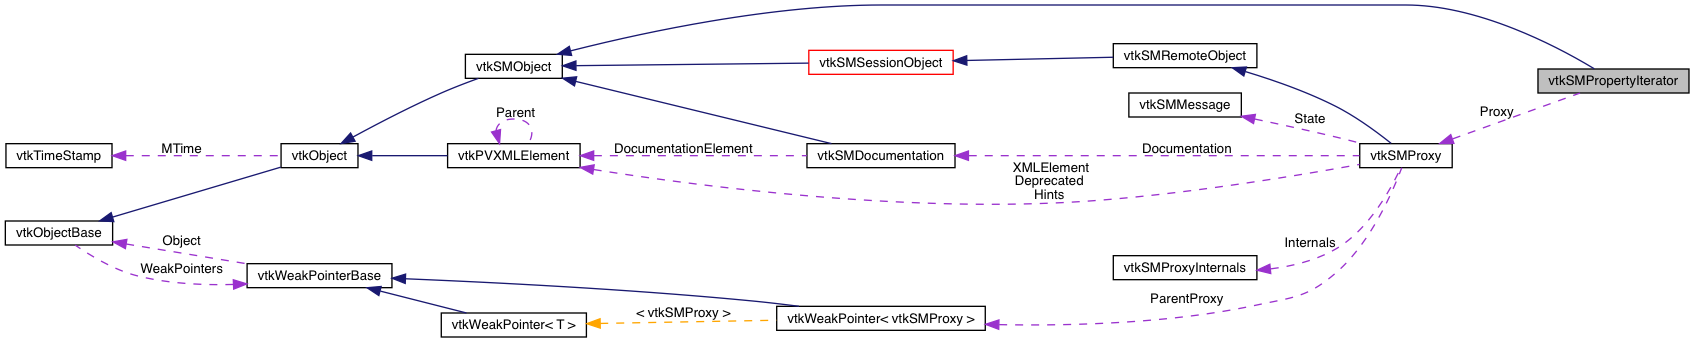 vtkSMObject
vtkSMSessionObject
vtkSMRemoteObject
vtkSMPropertyIterator
vtkSMMessage
Parent
State
Proxy
vtkTimeStamp
MTime
vtkObject
vtkPVXMLElement
DocumentationElement
vtkSMDocumentation
Documentation
vtkSMProxy
XMLElement
Deprecated
Hints
vtkObjectBase
Object
WeakPointers
vtkWeakPointerBase
Internals
vtkSMProxyInternals
ParentProxy
vtkWeakPointer< T >
< vtkSMProxy >
vtkWeakPointer< vtkSMProxy >